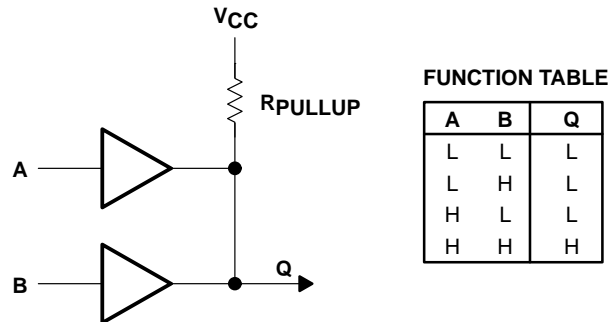 VCC
RPULLUP
A
B
Q
FUNCTION TABLE
A B Q
L L L
L H L
H L L
H H H